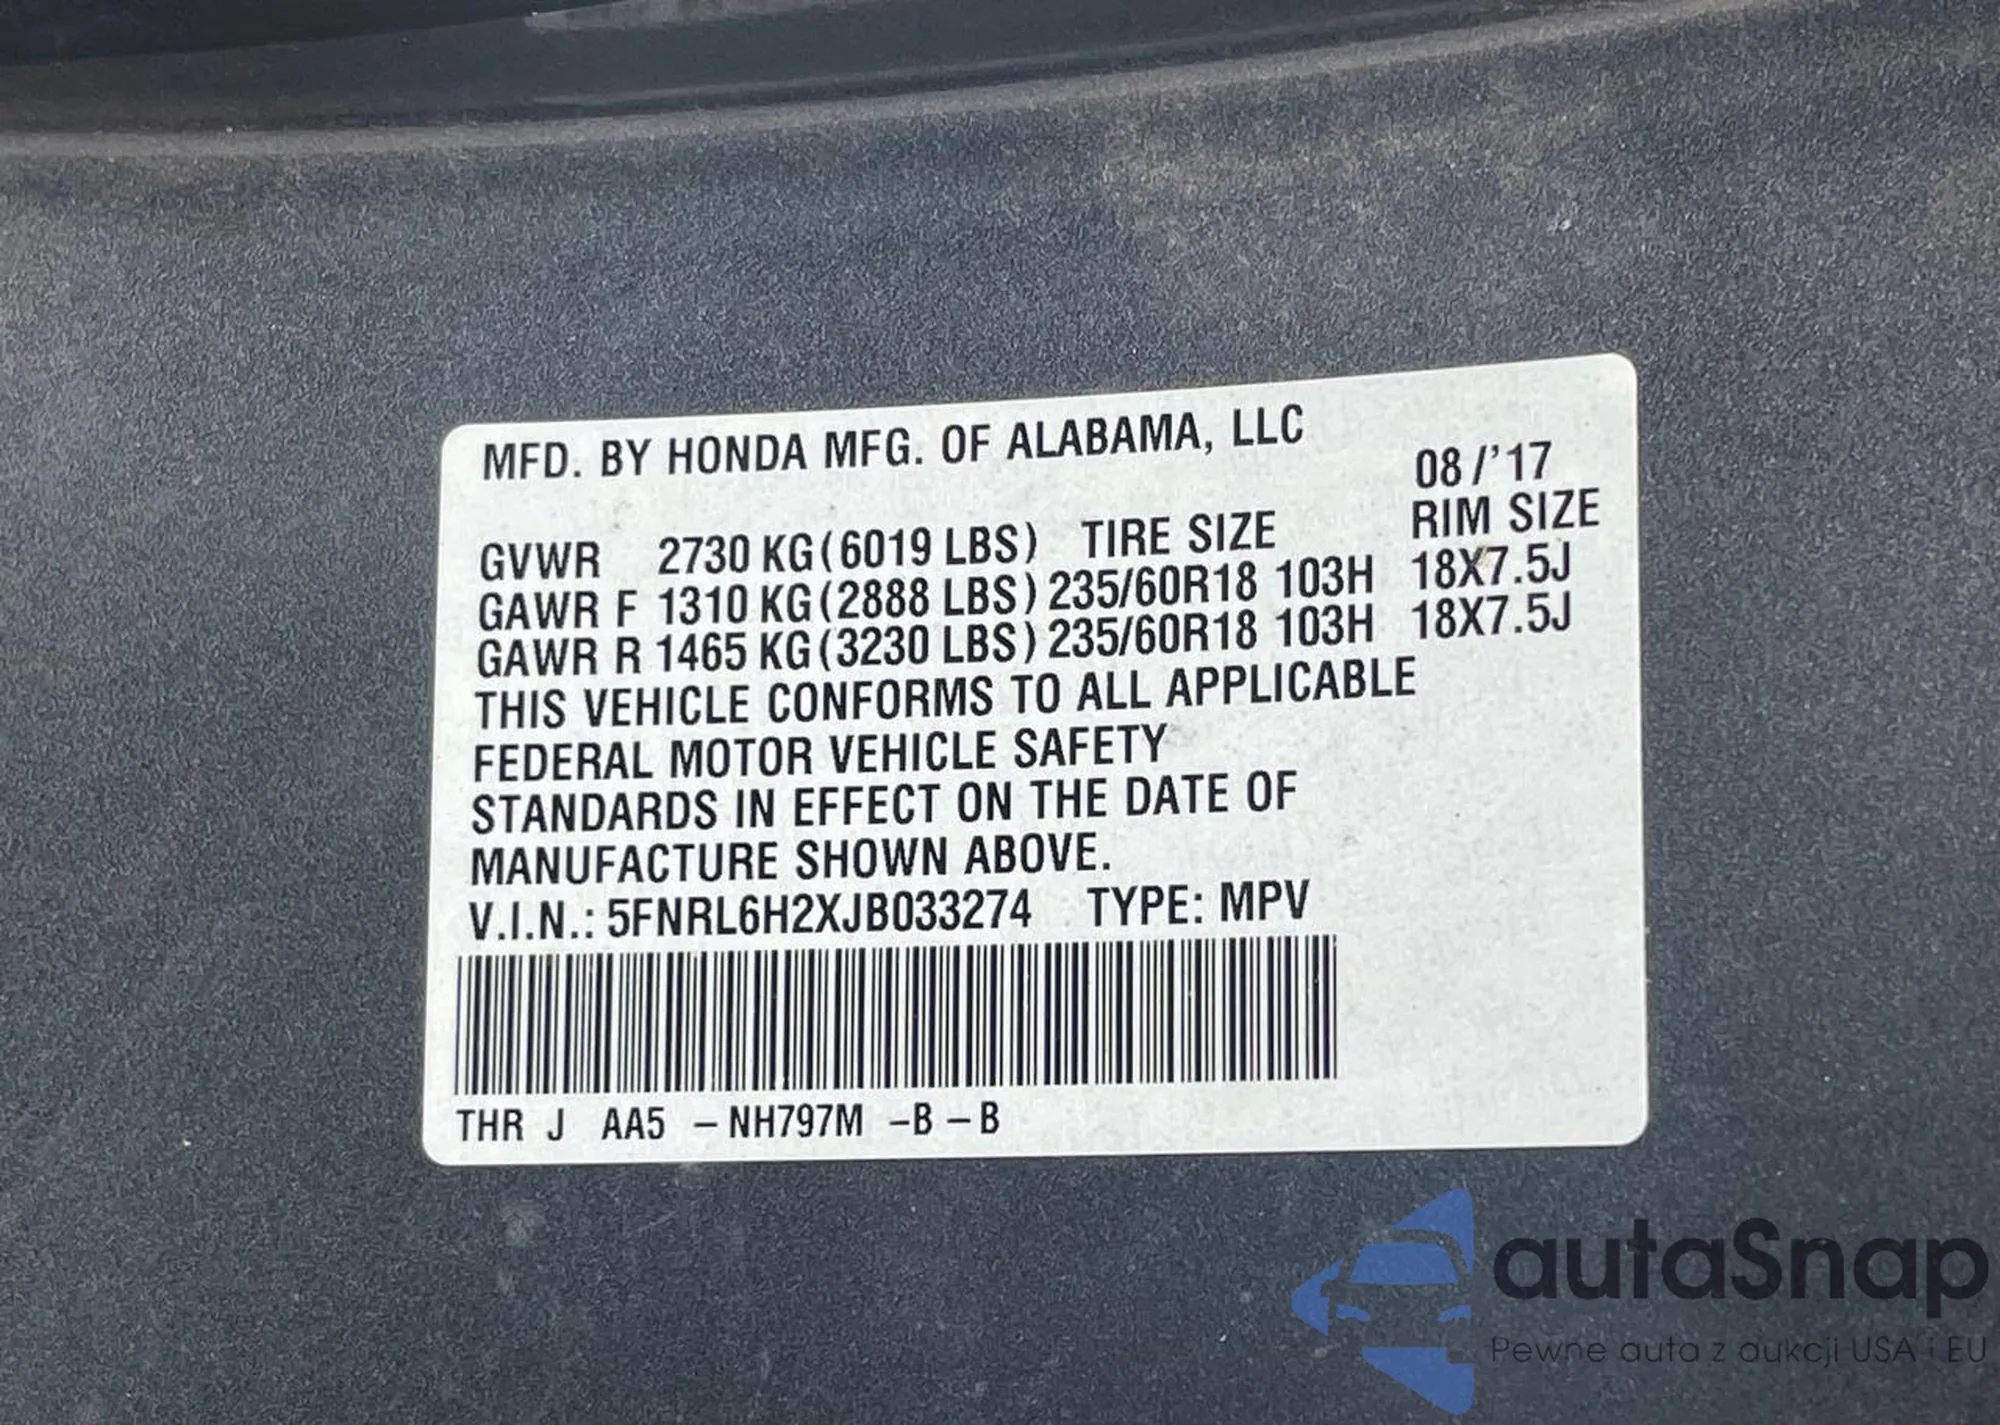 MFD. BY HONDA MFG. OF ALABAMA, LLC
08/'17
GVWR 2730 KG(6019 LBS) TIRE SIZE RIM SIZE
GAWR F 1310 KG(2888 LBS) 235/60R18 103H 18X7.5J
GAWR R 1465 KG(3230 LBS) 235/60R18 103H 18X7.5J
THIS VEHICLE CONFORMS TO ALL APPLICABLE
FEDERAL MOTOR VEHICLE SAFETY
STANDARDS IN EFFECT ON THE DATE OF
MANUFACTURE SHOWN ABOVE.
V.I.N.: 5FNRL6H2XJB033274 TYPE: MPV
THR J AA5 -NH797M -B-B
autaSnap
Pewne auta z aukcji USA i EU